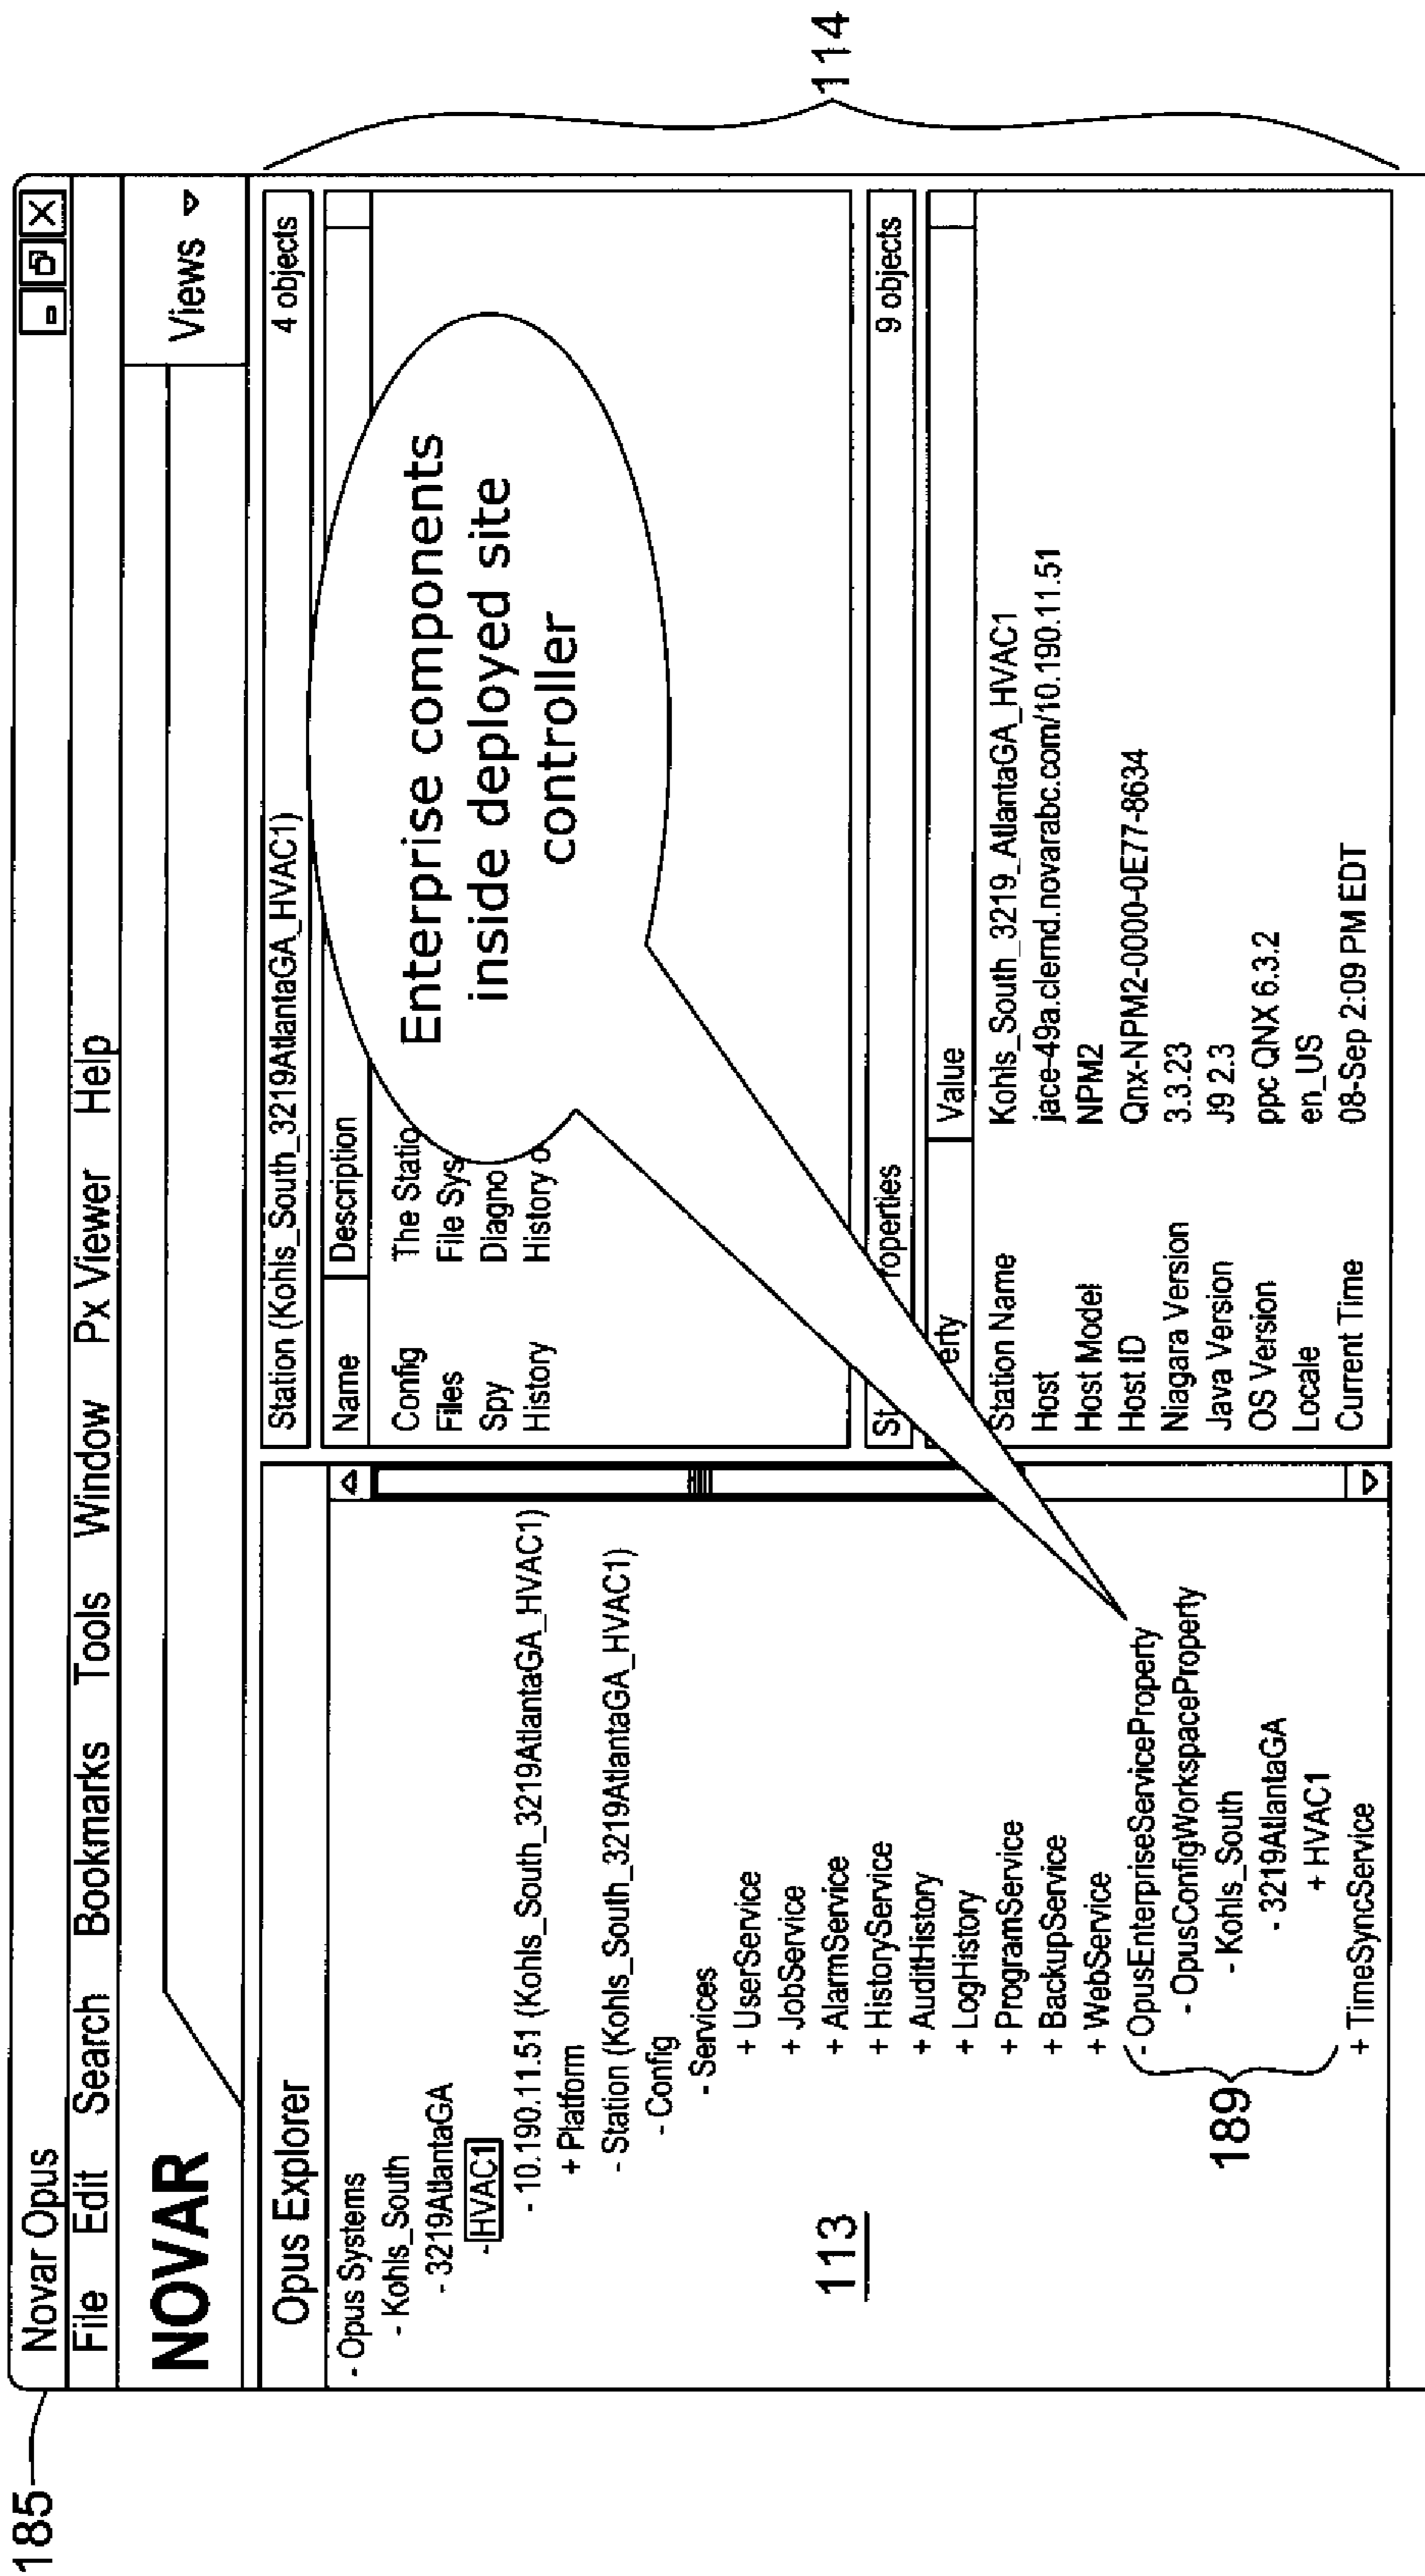 185
Novar Opus
File Edit Search Bookmarks Tools Window Px Viewer Help
NOVAR
Views
Opus Explorer
- Opus Systems
- Kohls_South
- 3219AtlantaGA
- HVAC1
- 10.190.11.51 (Kohls_South_3219AtlantaGA_HVAC1)
+ Platform
- Station (Kohls_South_3219AtlantaGA_HVAC1)
- Config
- Services
+ UserService
+ JobService
+ AlarmService
+ HistoryService
+ AuditHistory
+ LogHistory
+ ProgramService
+ BackupService
+ WebService
- OpusEnterpriseServiceProperty
- OpusConfigWorkspaceProperty
- Kohls_South
- 3219AtlantaGA
+ HVAC1
+ TimeSyncService
113
189
Station (Kohls_South_3219AtlantaGA_HVAC1) 4 objects
Name Description
Config The Statio
Files File Sys
Spy Diagno
History History o
Enterprise components
inside deployed site
controller
St roperties 9 objects
erty Value
Station Name Kohls_South_3219_AtlantaGA_HVAC1
Host jace-49a.clernd.novarabc.com/10.190.11.51
Host Model NPM2
Host ID Qnx-NPM2-0000-0E77-8634
Niagara Version 3.3.23
Java Version J9 2.3
OS Version ppc QNX 6.3.2
Locale en_US
Current Time 08-Sep 2:09 PM EDT
114